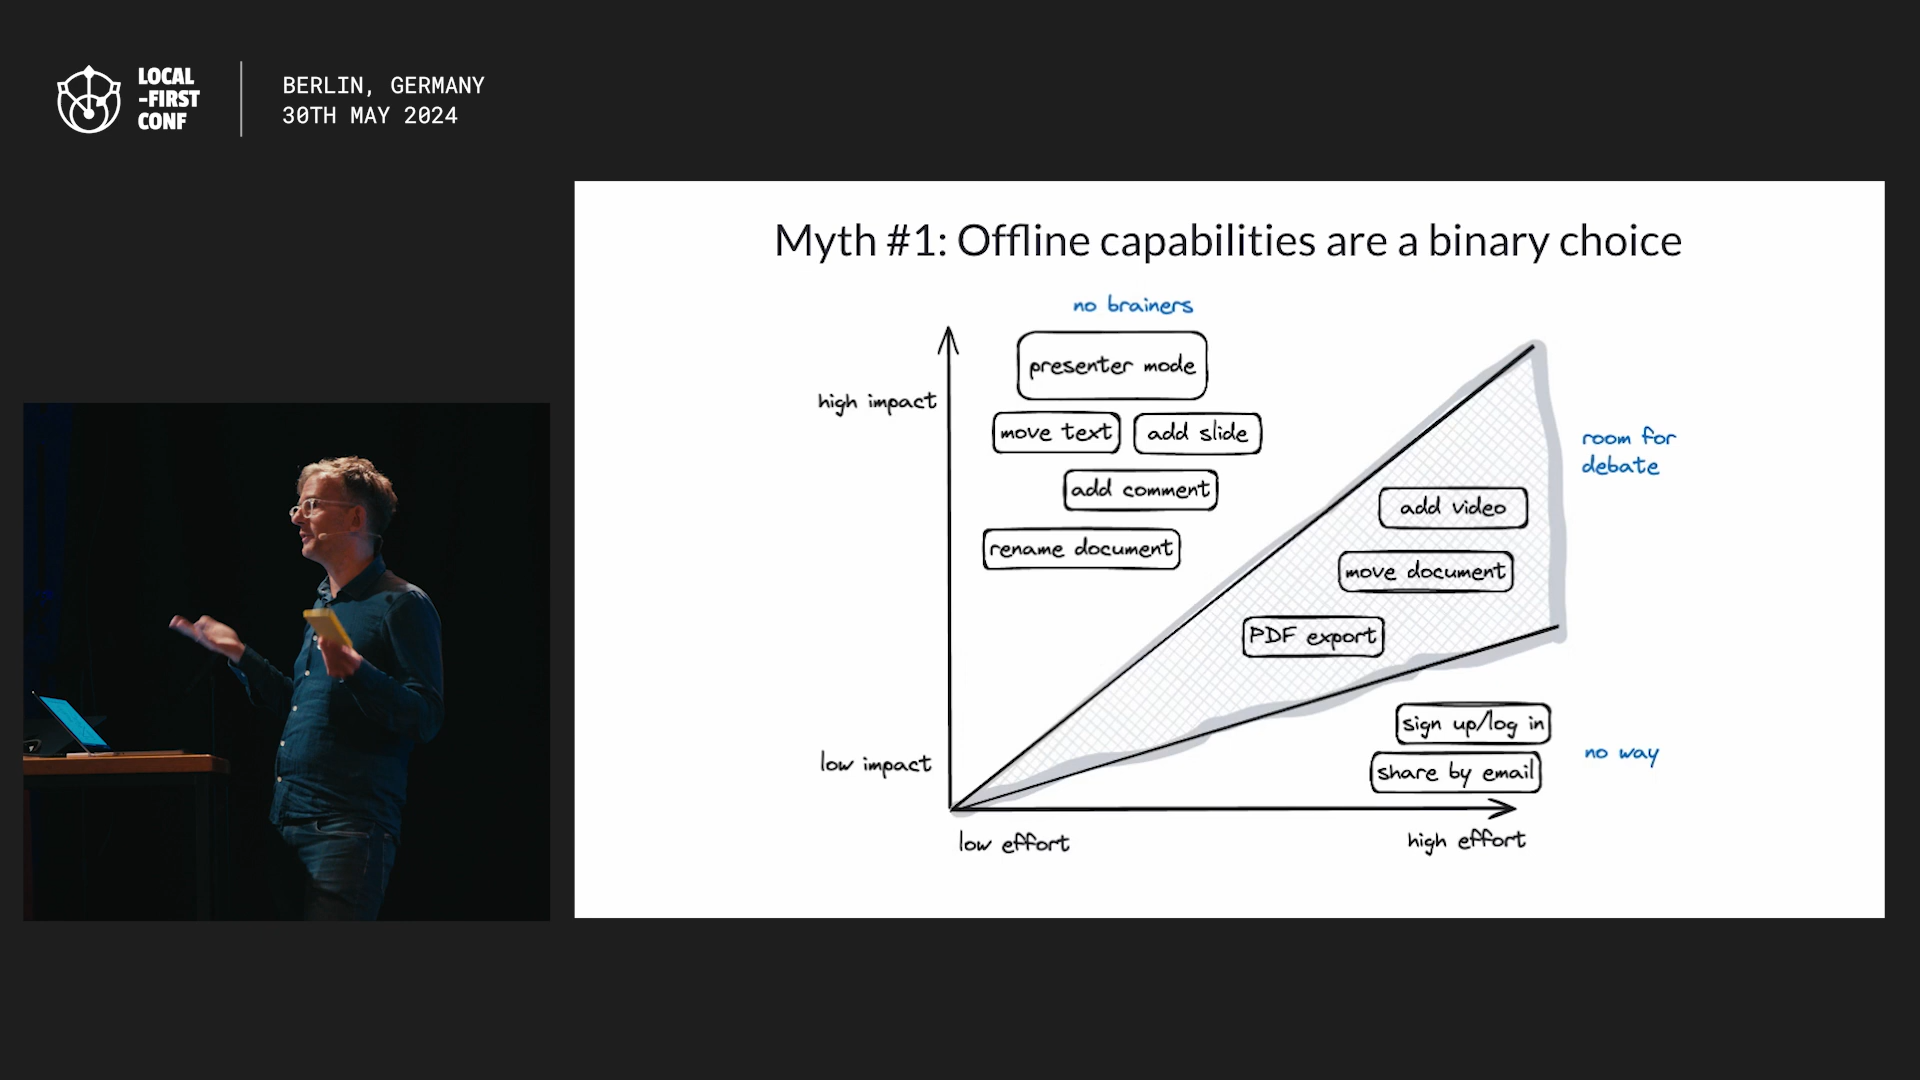 LOCAL
-FIRST
CONF
BERLIN, GERMANY
30TH MAY 2024
Myth #1: Offline capabilities are a binary choice
no brainers
presenter mode
high impact
move text
add slide
room for
debate
add comment
add video
rename document
move document
PDF export
sign up/log in
no way
low impact
share by email
low effort
high effort